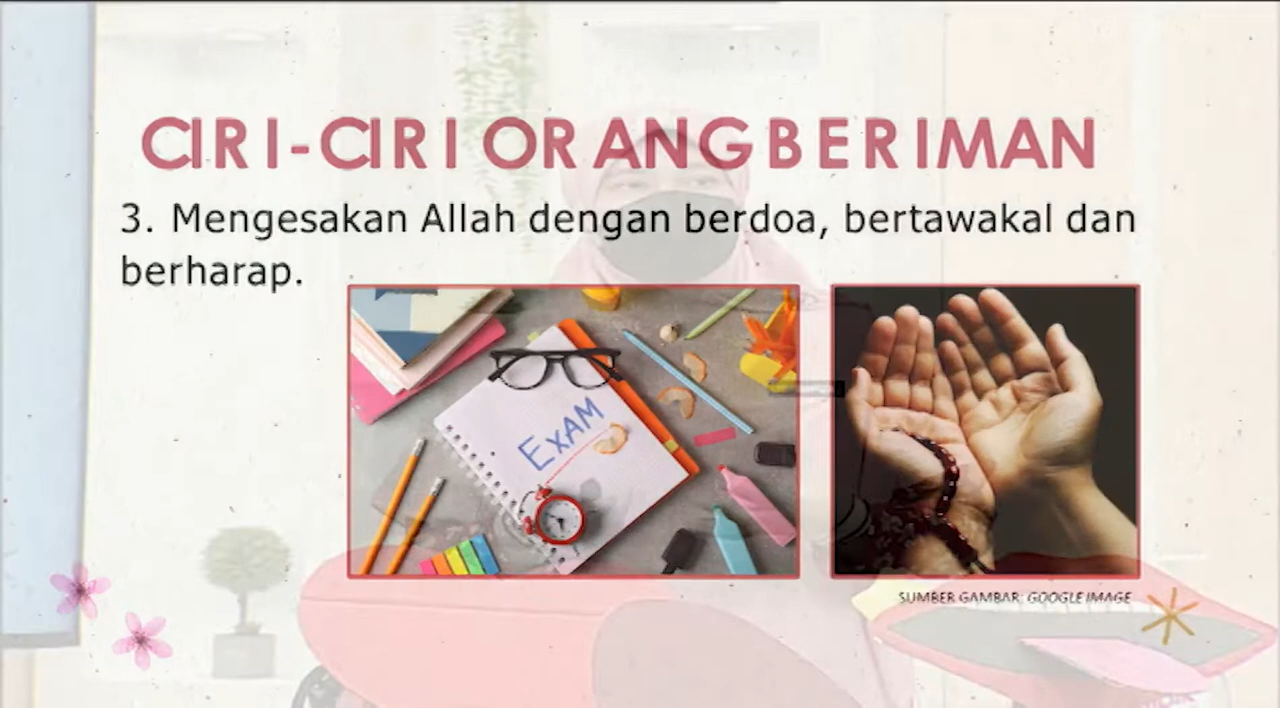 CIRI-CIRI ORANG BERIMAN
3. Mengesakan Allah dengan berdoa, bertawakal dan
berharap.
EXAM
SUMBER GAMBAR: GOOGLE IMAGE